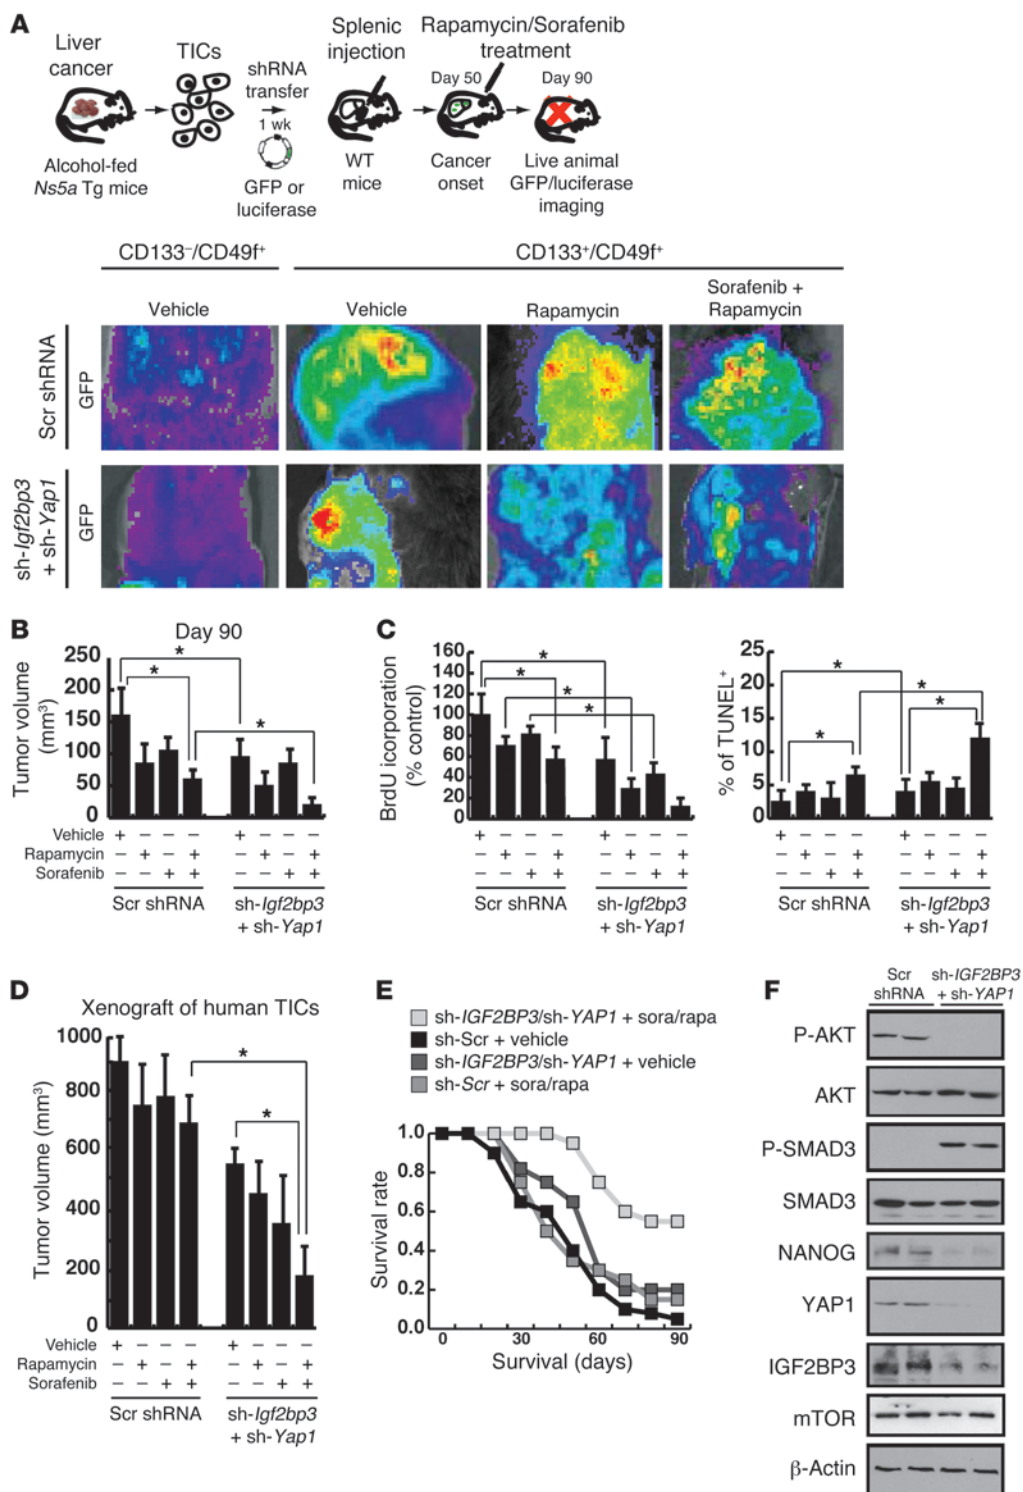 A
Liver cancer
TICs
shRNA transfer
1 wk
GFP or luciferase
Splenic injection
Rapamycin/Sorafenib treatment
Day 50
Day 90
Alcohol-fed Ns5a Tg mice
WT mice
Cancer onset
Live animal GFP/luciferase imaging
CD133⁻/CD49f⁺
CD133⁺/CD49f⁺
Vehicle
Vehicle
Rapamycin
Sorafenib + Rapamycin
Scr shRNA
GFP
sh-Igf2bp3 + sh-Yap1
GFP
B
Day 90
Tumor volume (mm³)
250
200
150
100
50
0
* * *
Vehicle + – – – + – – –
Rapamycin – + – + – + – +
Sorafenib – – + + – – + +
Scr shRNA
sh-Igf2bp3 + sh-Yap1
C
BrdU icorporation (% control)
160
140
120
100
80
60
40
20
0
* * * *
+ – – – + – – –
– + – + – + – +
– – + + – – + +
Scr shRNA
sh-Igf2bp3 + sh-Yap1
% of TUNEL⁺
25
20
15
10
5
0
* * * *
+ – – – + – – –
– + – + – + – +
– – + + – – + +
Scr shRNA
sh-Igf2bp3 + sh-Yap1
D
Xenograft of human TICs
Tumor volume (mm³)
1000
800
600
400
200
0
* *
Vehicle + – – – + – – –
Rapamycin – + – + – + – +
Sorafenib – – + + – – + +
Scr shRNA
sh-Igf2bp3 + sh-Yap1
E
sh-IGF2BP3/sh-YAP1 + sora/rapa
sh-Scr + vehicle
sh-IGF2BP3/sh-YAP1 + vehicle
sh-Scr + sora/rapa
Survival rate
1.0
0.8
0.6
0.4
0.2
0.0
0 30 60 90
Survival (days)
F
Scr shRNA
sh-IGF2BP3 + sh-YAP1
P-AKT
AKT
P-SMAD3
SMAD3
NANOG
YAP1
IGF2BP3
mTOR
β-Actin